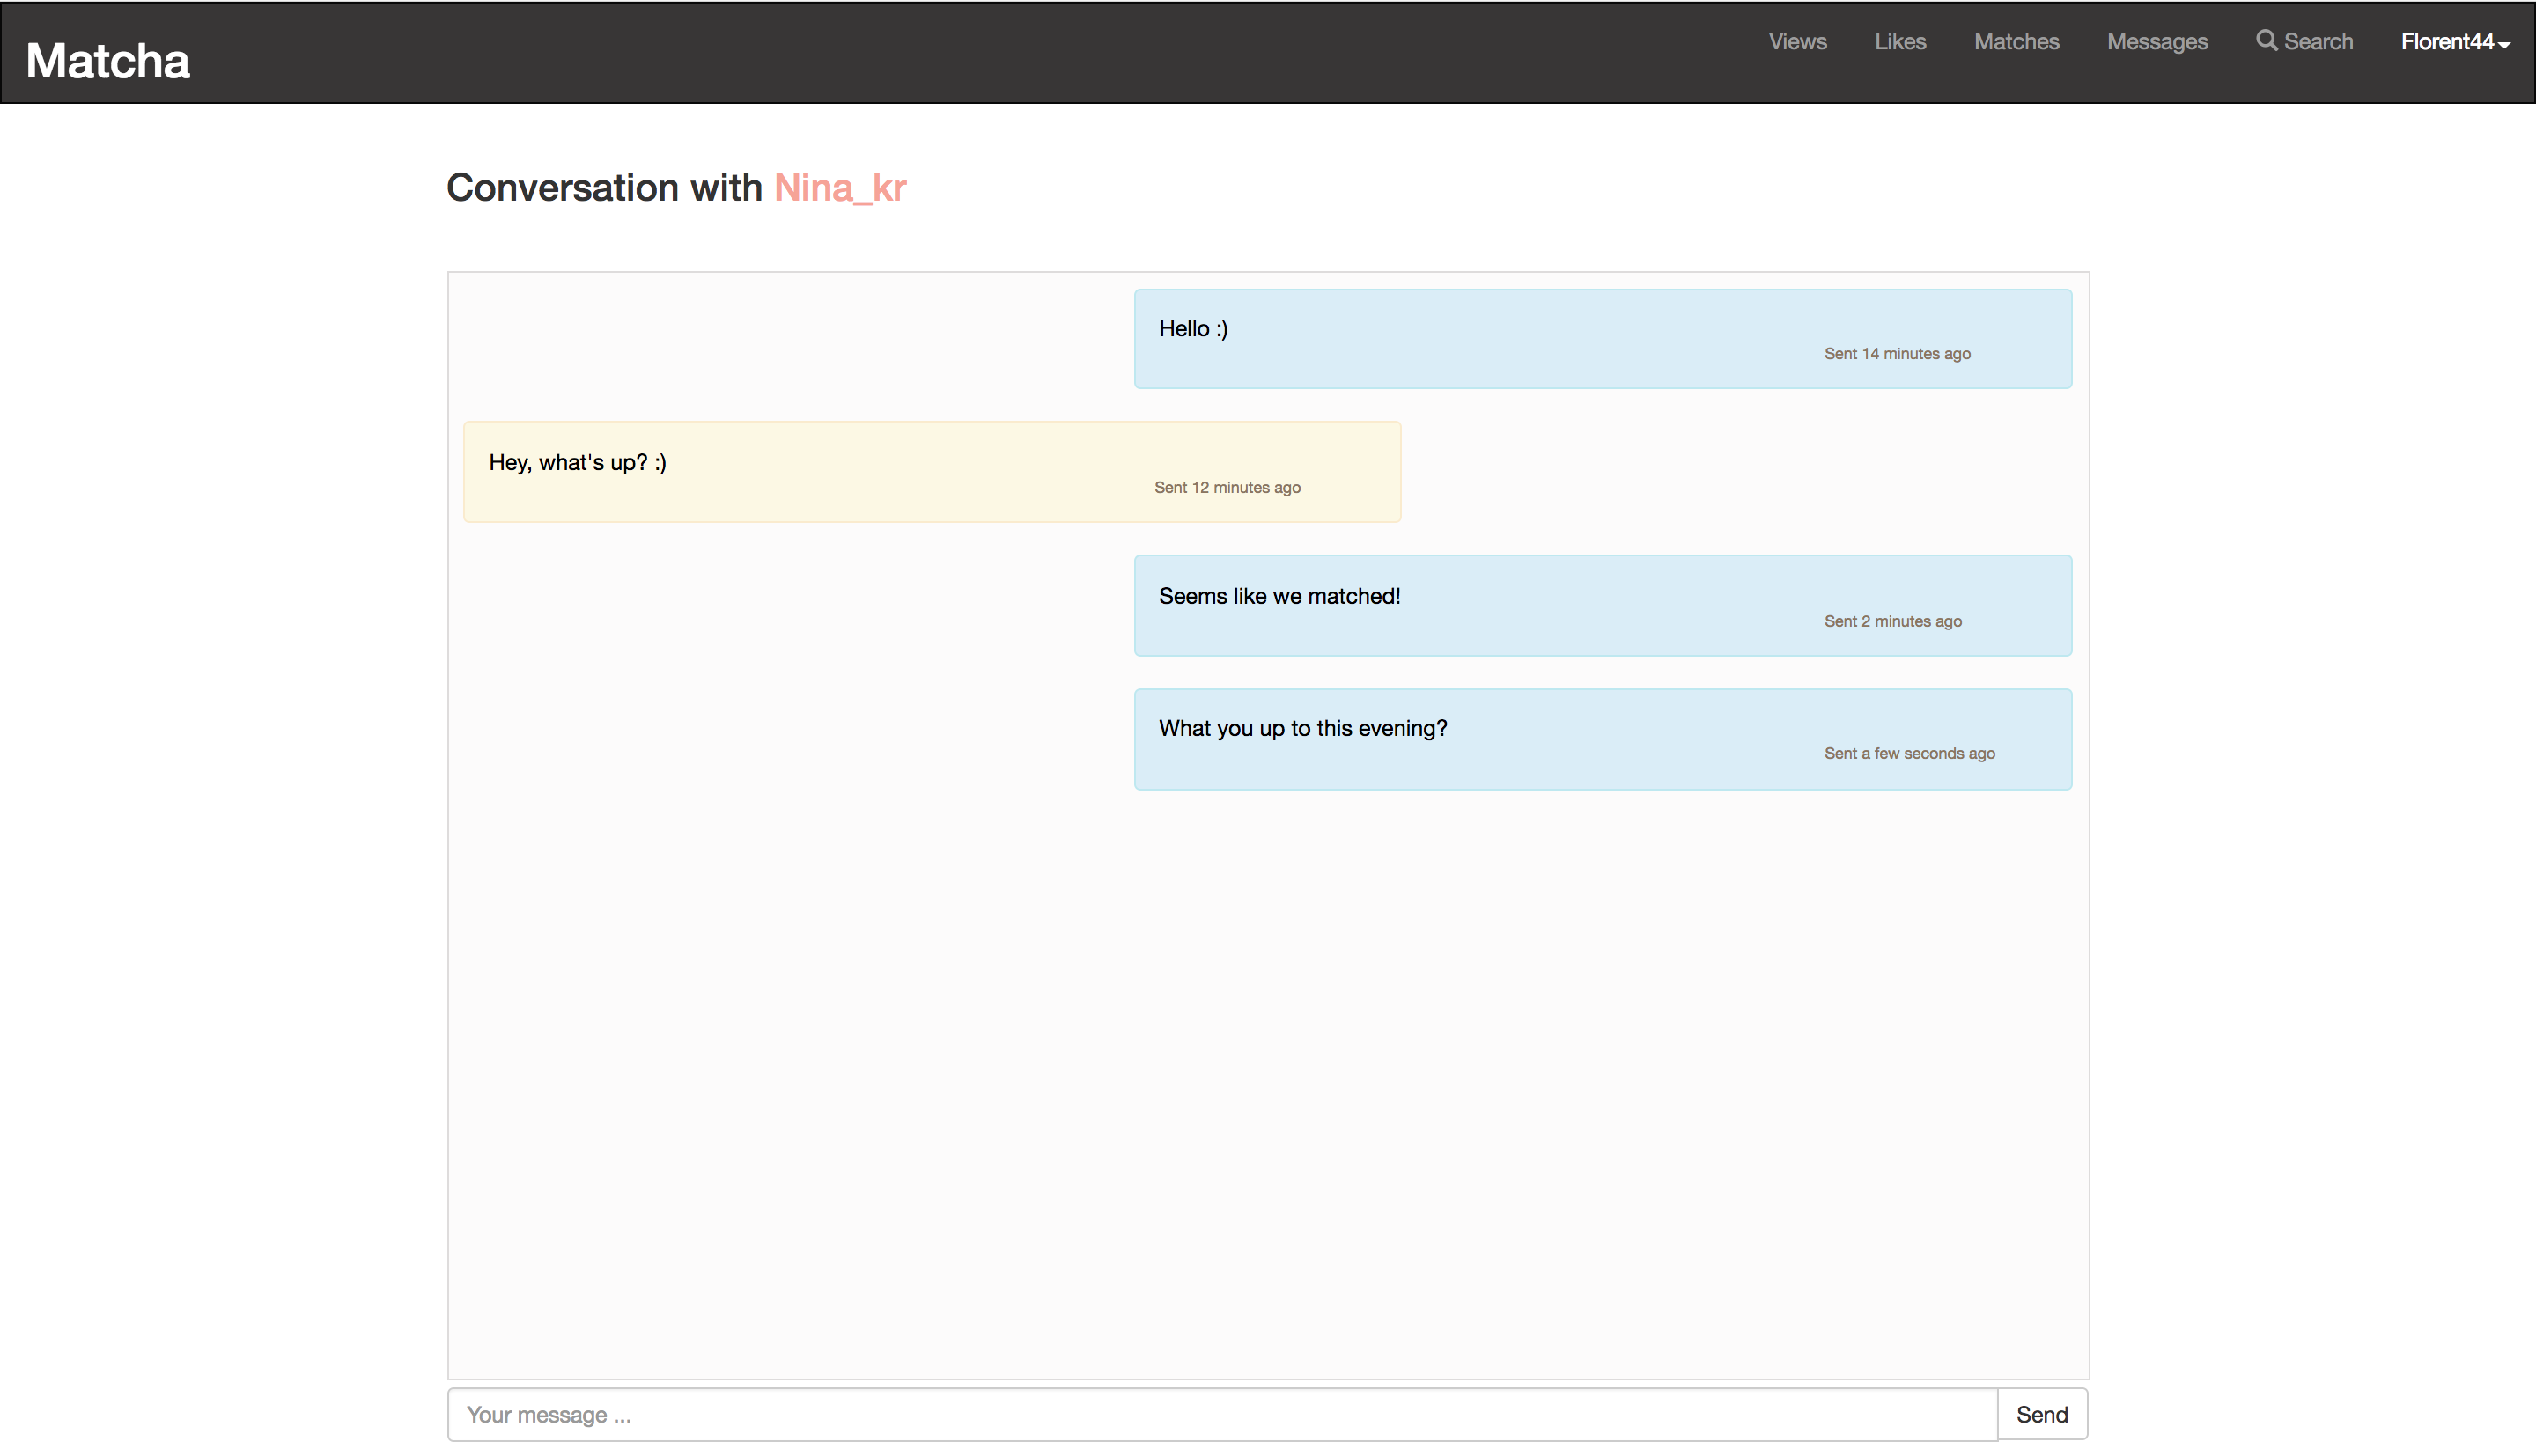 Matcha
Views Likes Matches Messages Search Florent44
Conversation with Nina_kr
Hello :)
Sent 14 minutes ago
Hey, what's up? :)
Sent 12 minutes ago
Seems like we matched!
Sent 2 minutes ago
What you up to this evening?
Sent a few seconds ago
Your message ... Send